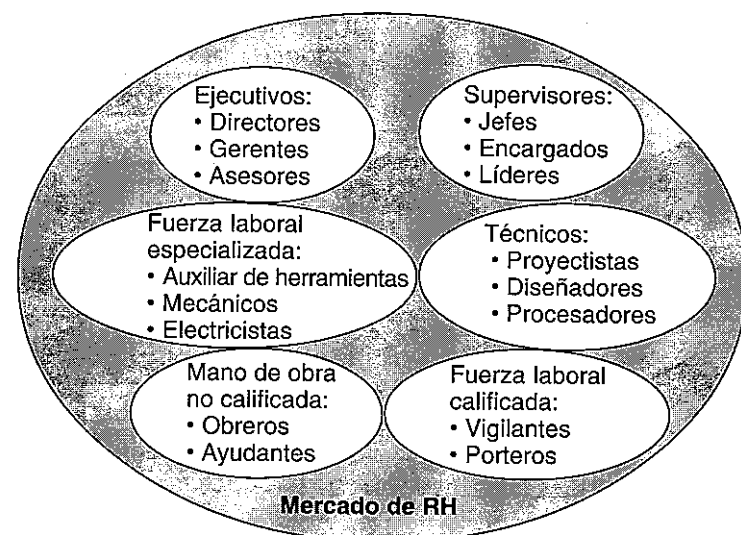 Ejecutivos:
• Directores
• Gerentes
• Asesores
Supervisores:
• Jefes
• Encargados
• Líderes
Fuerza laboral
especializada:
• Auxiliar de herramientas
• Mecánicos
• Electricistas
Técnicos:
• Proyectistas
• Diseñadores
• Procesadores
Mano de obra
no calificada:
• Obreros
• Ayudantes
Fuerza laboral
calificada:
• Vigilantes
• Porteros
Mercado de RH